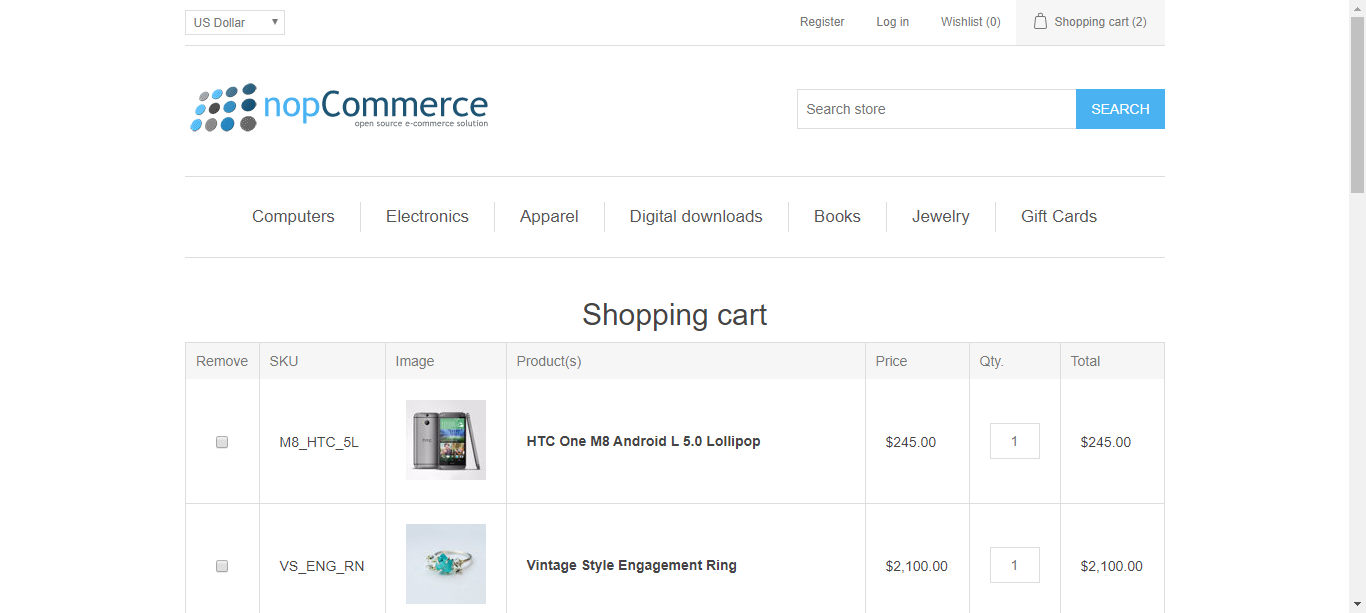 US Dollar
Register
Log in
Wishlist (0)
Shopping cart (2)
nopCommerce
open source e-commerce solution
Search store
SEARCH
Computers
Electronics
Apparel
Digital downloads
Books
Jewelry
Gift Cards
Shopping cart
Remove SKU Image Product(s) Price Qty. Total
M8_HTC_5L HTC One M8 Android L 5.0 Lollipop $245.00 1 $245.00
VS_ENG_RN Vintage Style Engagement Ring $2,100.00 1 $2,100.00